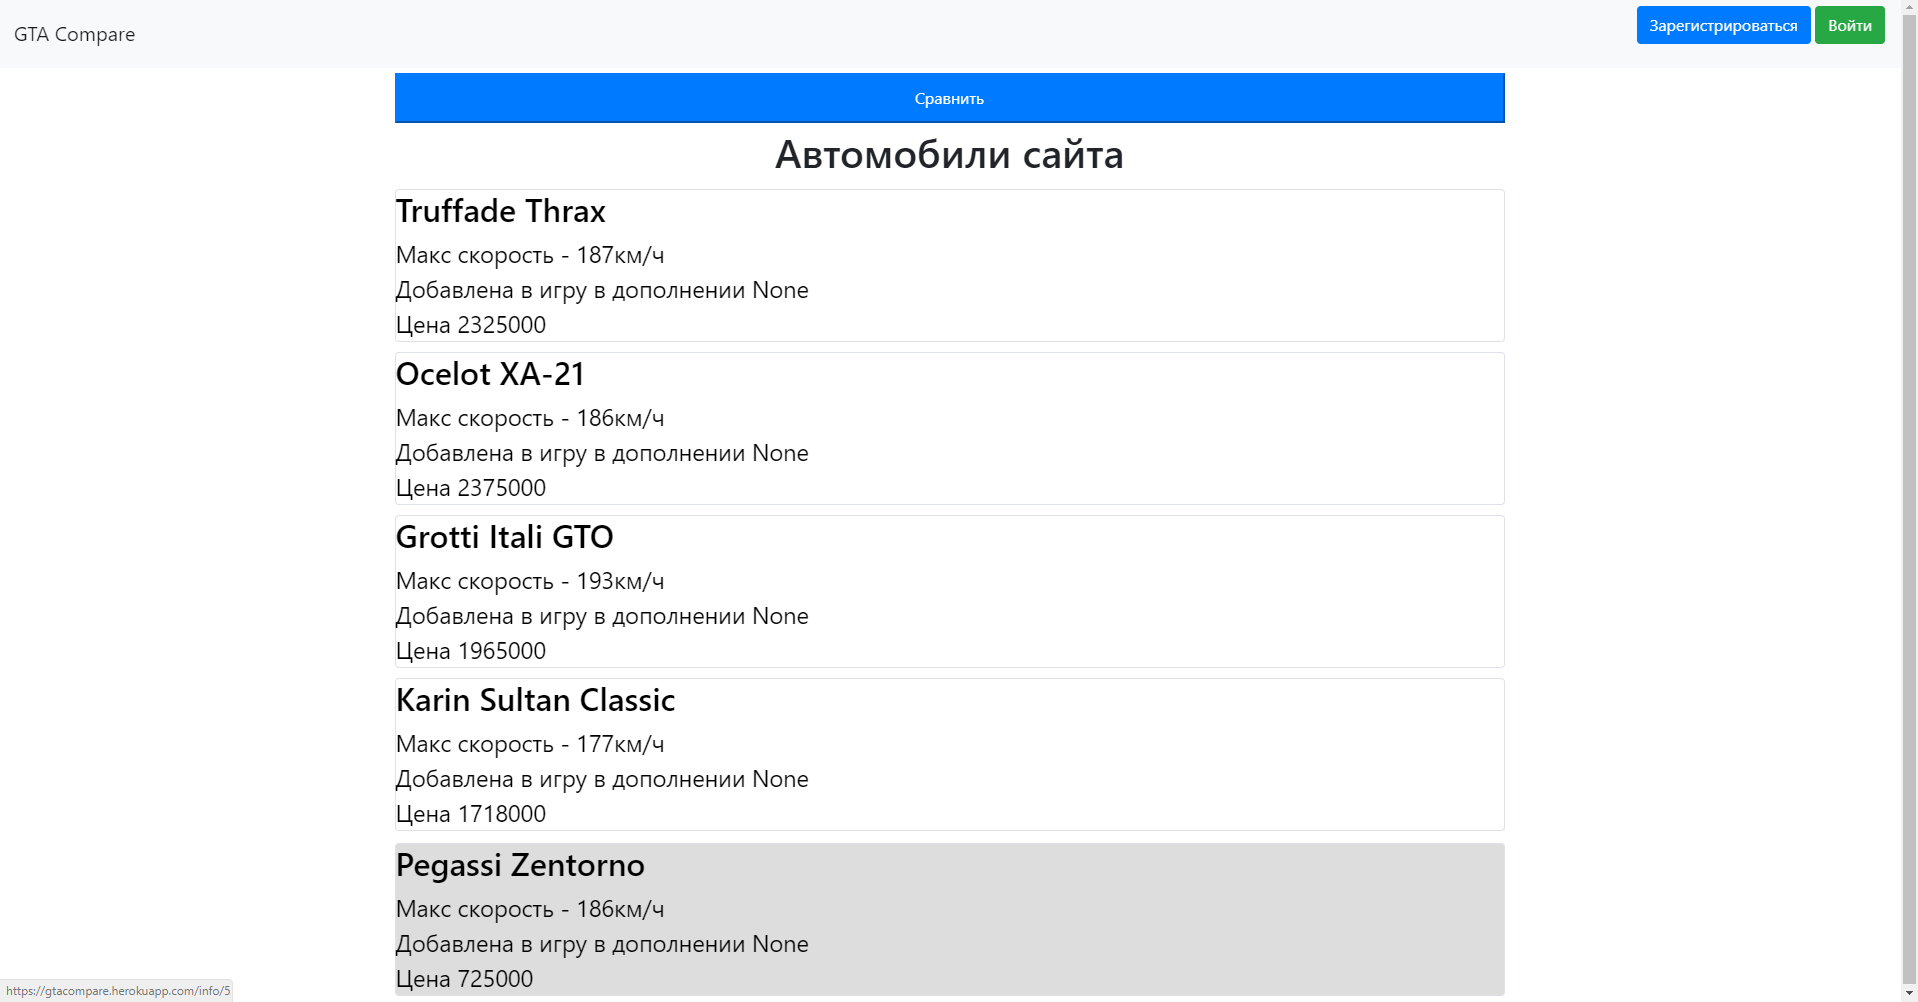 GTA Compare
Зарегистрироваться
Войти
Сравнить
Автомобили сайта
Truffade Thrax
Макс скорость - 187км/ч
Добавлена в игру в дополнении None
Цена 2325000
Ocelot XA-21
Макс скорость - 186км/ч
Добавлена в игру в дополнении None
Цена 2375000
Grotti Itali GTO
Макс скорость - 193км/ч
Добавлена в игру в дополнении None
Цена 1965000
Karin Sultan Classic
Макс скорость - 177км/ч
Добавлена в игру в дополнении None
Цена 1718000
Pegassi Zentorno
Макс скорость - 186км/ч
Добавлена в игру в дополнении None
Цена 725000
https://gtacompare.herokuapp.com/info/5